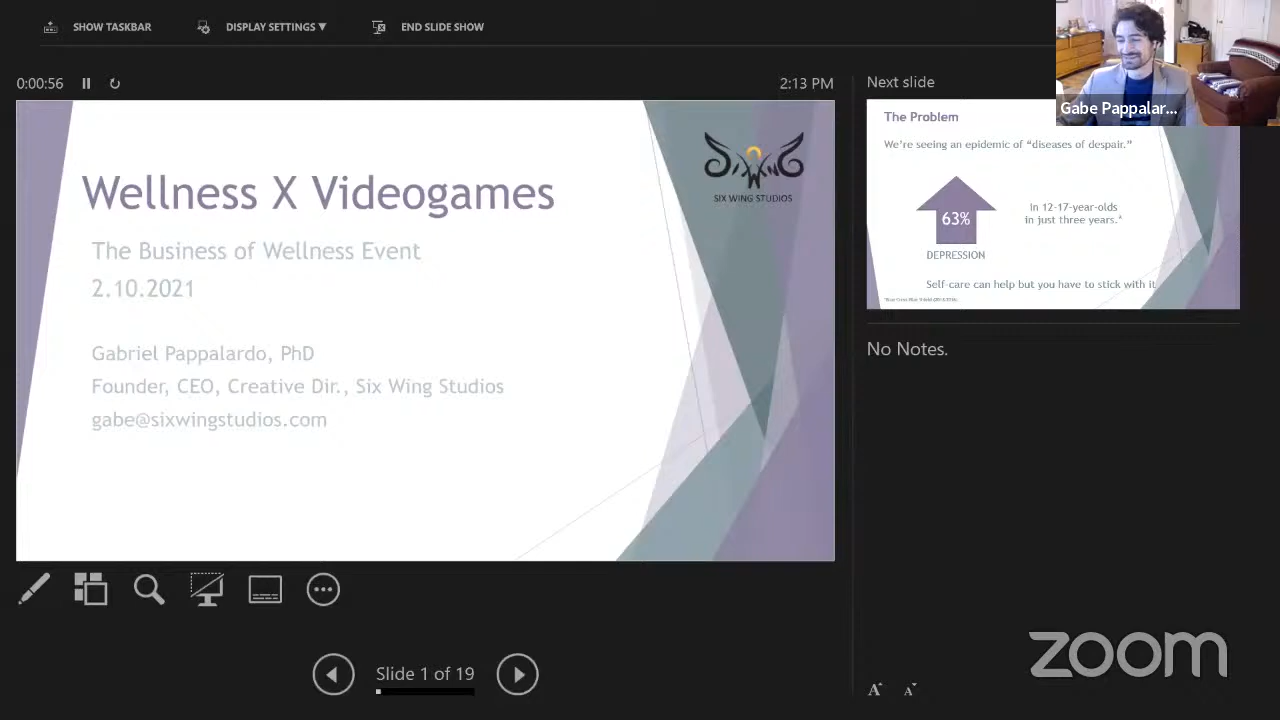 SHOW TASKBAR
DISPLAY SETTINGS ▼
END SLIDE SHOW
0:00:56
2:13 PM
Wellness X Videogames
The Business of Wellness Event
2.10.2021
Gabriel Pappalardo, PhD
Founder, CEO, Creative Dir., Six Wing Studios
gabe@sixwingstudios.com
SIX WING
SIX WING STUDIOS
Slide 1 of 19
Next slide
Gabe Pappalar...
The Problem
We're seeing an epidemic of “diseases of despair.”
63%
In 12-17-year-olds
in just three years.*
DEPRESSION
Self-care can help but you have to stick with it
No Notes.
zoom
A A